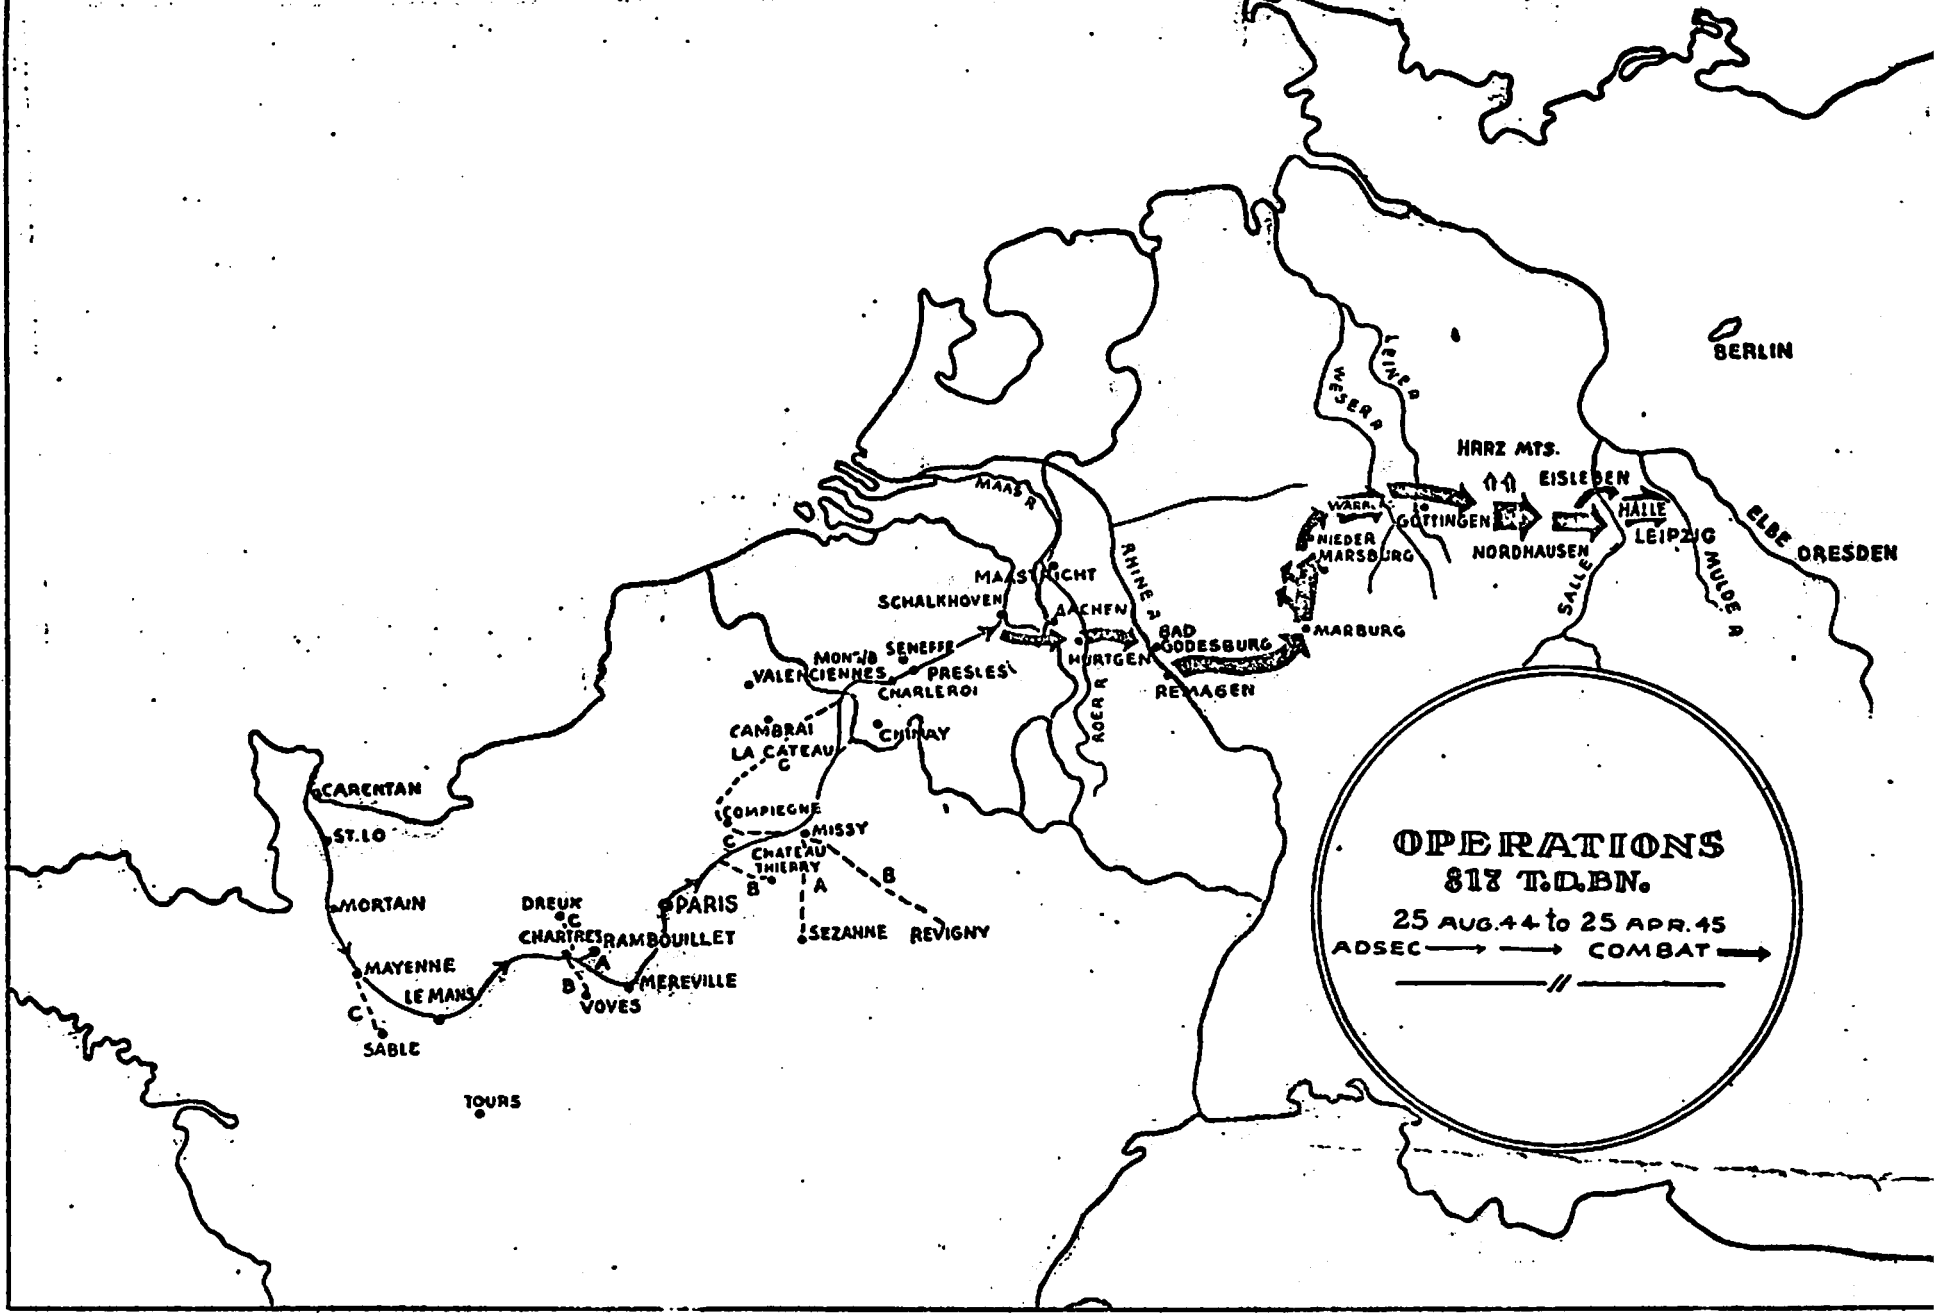 BERLIN
LEINE R
WESER R
HARZ MTS.
EISLEBEN
MAAS R
WARB.
GOTTINGEN
HALLE
LEIPZIG
ELBE
DRESDEN
NIEDER
MARSBURG
NORDHAUSEN
SALLE
MULDE R
RHINE R
MAASTRICHT
SCHALKHOVEN
AACHEN
MARBURG
BAD
GODESBURG
HURTGEN
SENEFFE
MONS
VALENCIENNES
PRESLES
CHARLEROI
REMAGEN
ROER R
CAMBRAI
CHIMAY
LA CATEAU
C
CARENTAN
COMPIEGNE
ST.LO
MISSY
C
CHATEAU
THIERRY
B
A
B
MORTAIN
DREUX
C
PARIS
CHARTRES
RAMBOUILLET
SEZANNE
REVIGNY
A
MAYENNE
LE MANS
B
VOVES
MEREVILLE
C
SABLE
TOURS
OPERATIONS
817 T.D.BN.
25 AUG.44 to 25 APR.45
ADSEC COMBAT